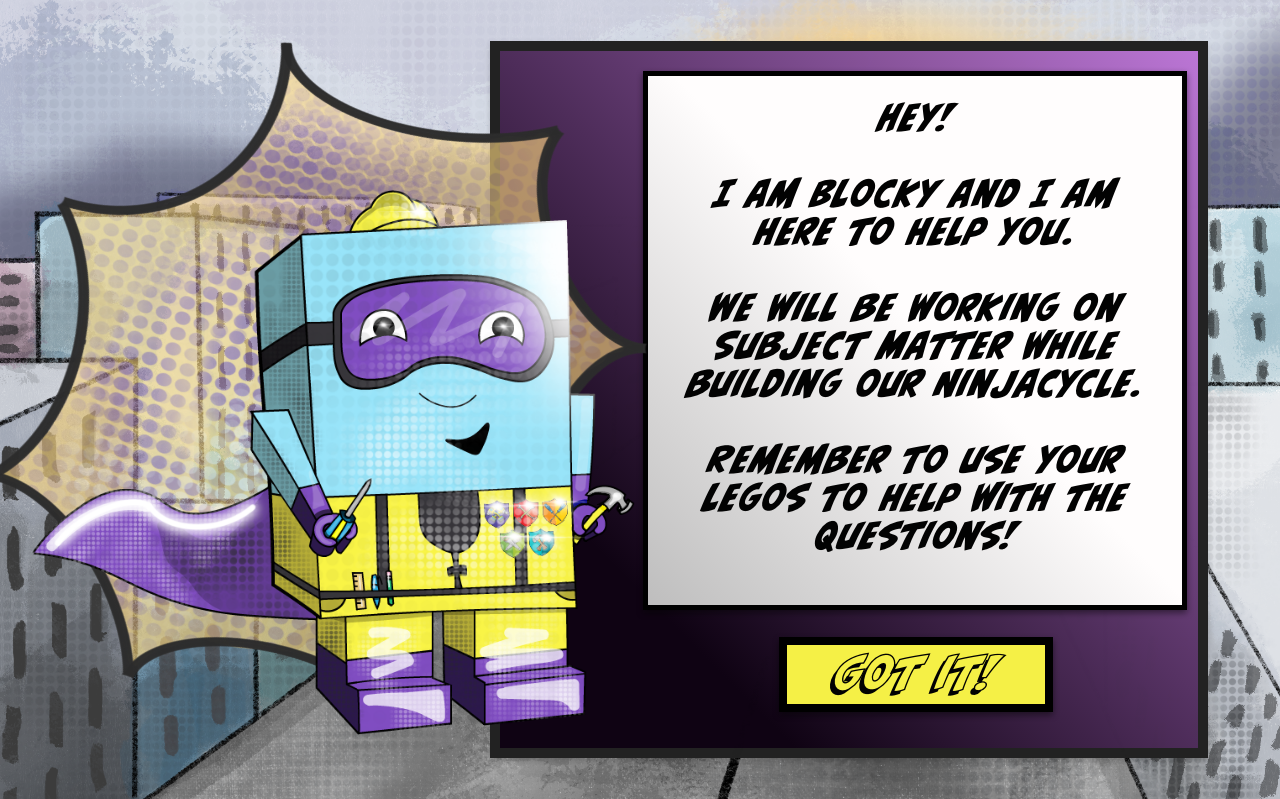 HEY!
I AM BLOCKY AND I AM
HERE TO HELP YOU.
WE WILL BE WORKING ON
SUBJECT MATTER WHILE
BUILDING OUR NINJACYCLE.
REMEMBER TO USE YOUR
LEGOS TO HELP WITH THE
QUESTIONS!
GOT IT!